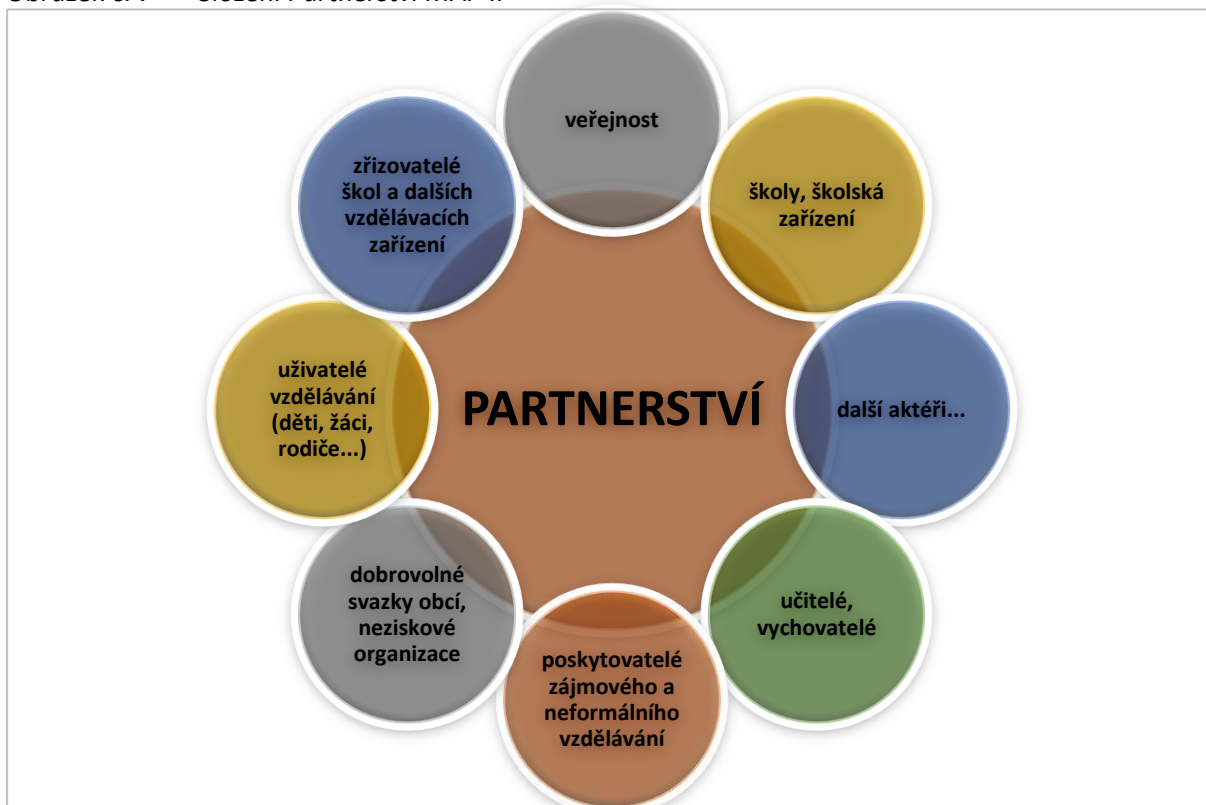 veřejnost
školy, školská
zařízení
další aktéři...
učitelé,
vychovatelé
poskytovatelé
zájmového a
neformálního
vzdělávání
dobrovolné
svazky obcí,
neziskové
organizace
uživatelé
vzdělávání
(děti, žáci,
rodiče...)
zřizovatelé
škol a dalších
vzdělávacích
zařízení
PARTNERSTVÍ